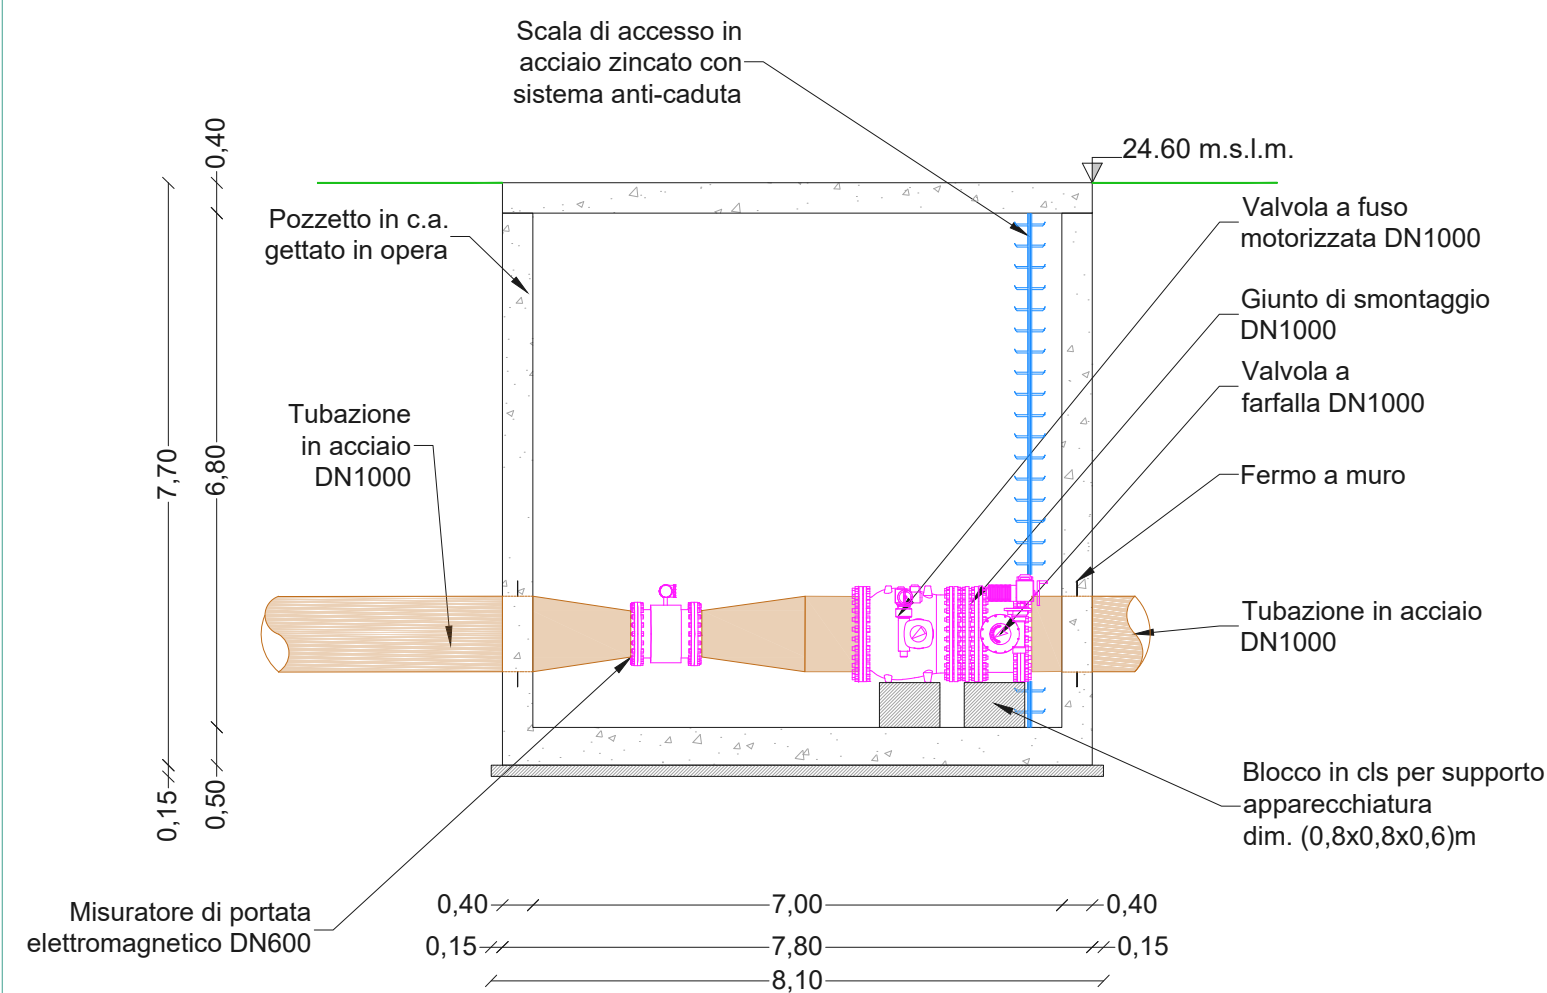 Scala di accesso in
acciaio zincato con
sistema anti-caduta
24.60 m.s.l.m.
0,40
Pozzetto in c.a.
gettato in opera
Valvola a fuso
motorizzata DN1000
Giunto di smontaggio
DN1000
Valvola a
farfalla DN1000
Tubazione
in acciaio
DN1000
7,70
6,80
Fermo a muro
Tubazione in acciaio
DN1000
0,15
0,50
Blocco in cls per supporto
apparecchiatura
dim. (0,8x0,8x0,6)m
Misuratore di portata
elettromagnetico DN600
0,40 7,00 0,40
0,15 7,80 0,15
8,10